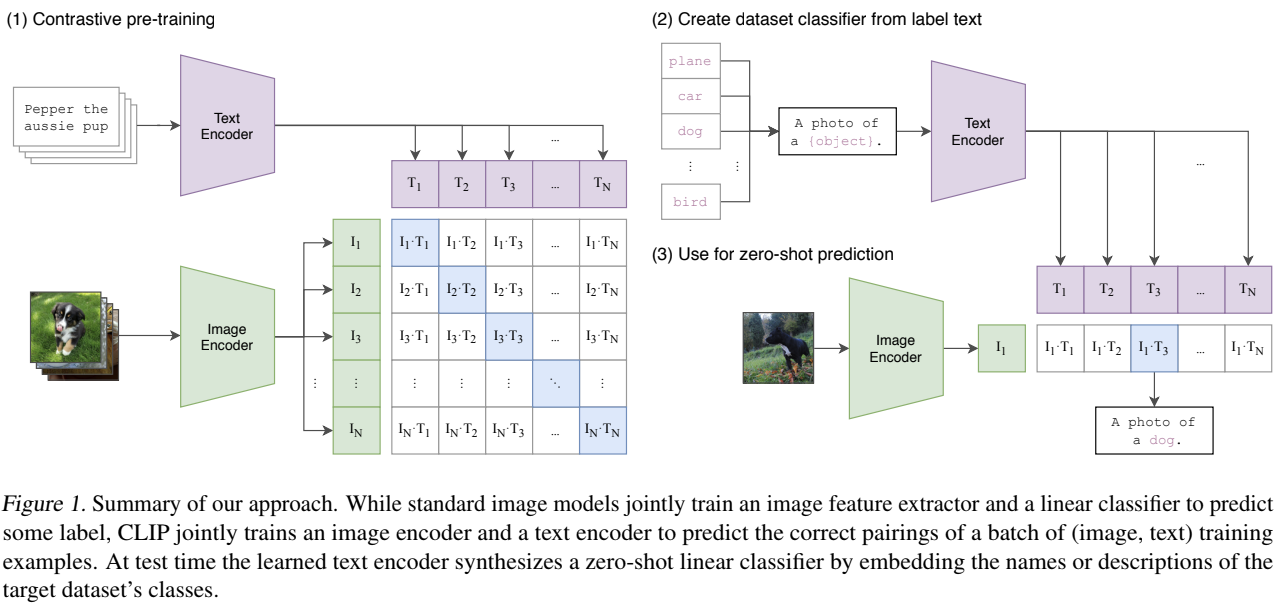 (1) Contrastive pre-training
Pepper the
aussie pup
Text
Encoder
...
T1 T2 T3 ... TN
Image
Encoder
I1 I1·T1 I1·T2 I1·T3 ... I1·TN
I2 I2·T1 I2·T2 I2·T3 ... I2·TN
I3 I3·T1 I3·T2 I3·T3 ... I3·TN
⋮ ⋮ ⋮ ⋮ ⋮ ⋱ ⋮
IN IN·T1 IN·T2 IN·T3 ... IN·TN
(2) Create dataset classifier from label text
plane
car
dog
⋮ ⋮
bird
A photo of
a {object}.
Text
Encoder
...
(3) Use for zero-shot prediction
T1 T2 T3 ... TN
Image
Encoder
I1 I1·T1 I1·T2 I1·T3 ... I1·TN
A photo of
a dog.
Figure 1. Summary of our approach. While standard image models jointly train an image feature extractor and a linear classifier to predict
some label, CLIP jointly trains an image encoder and a text encoder to predict the correct pairings of a batch of (image, text) training
examples. At test time the learned text encoder synthesizes a zero-shot linear classifier by embedding the names or descriptions of the
target dataset's classes.